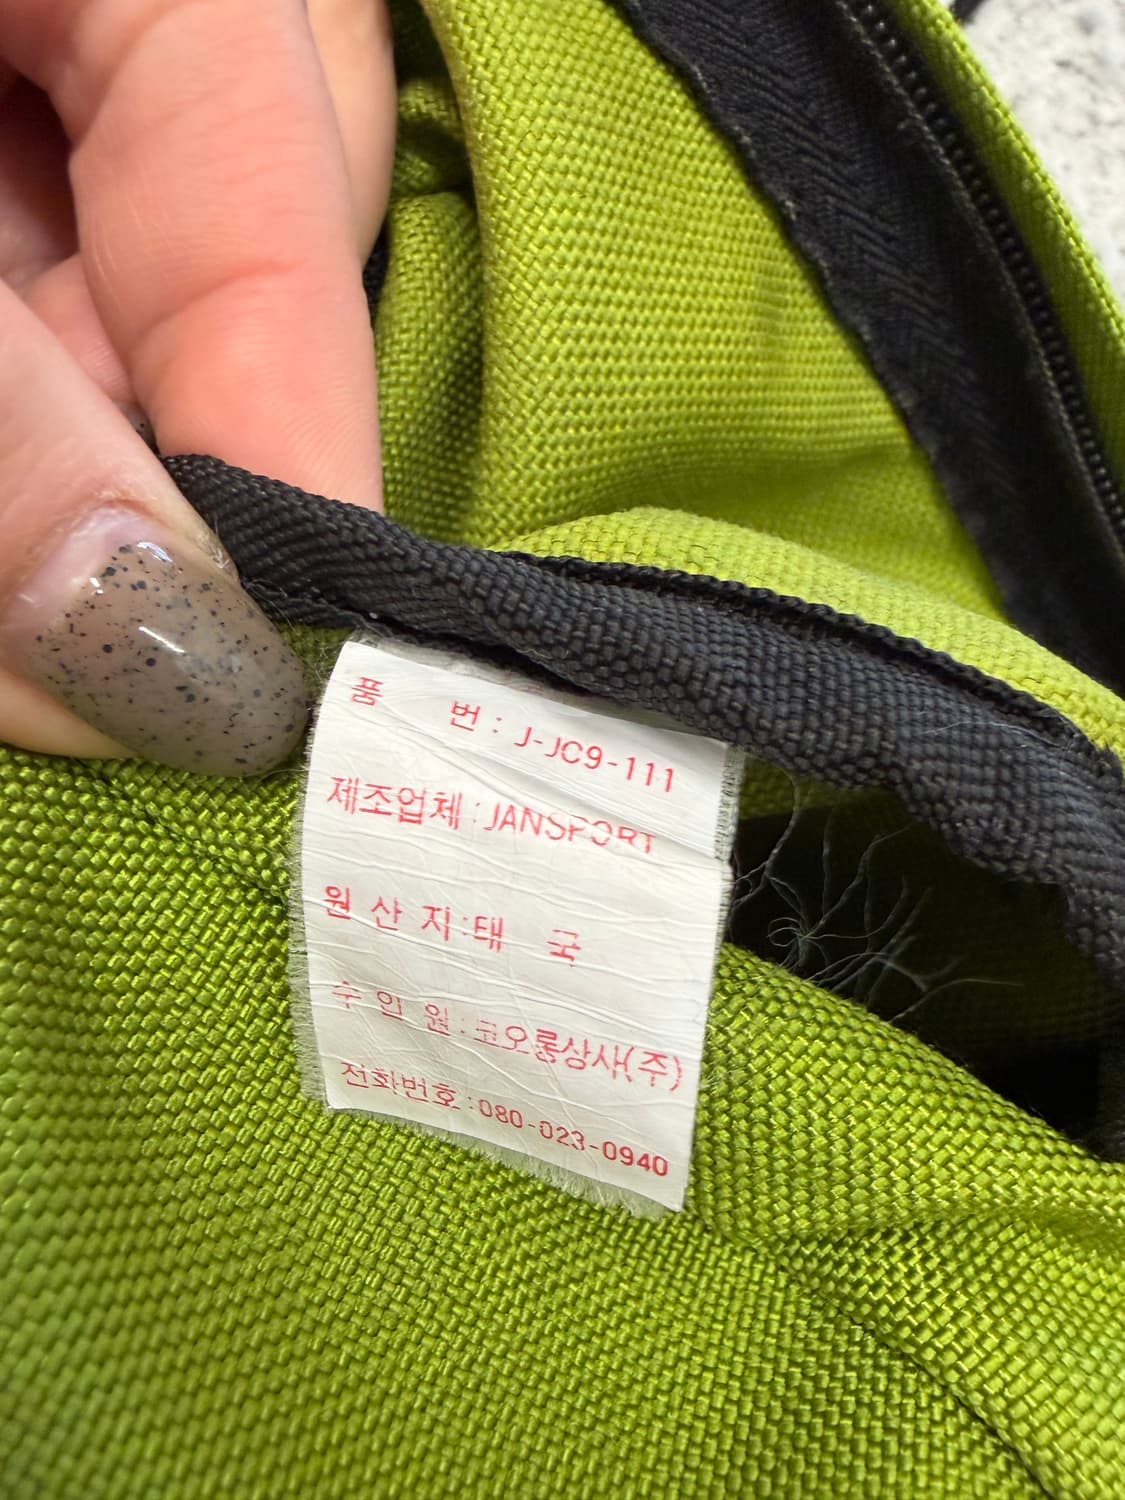 품 번 : J-JC9-111
제조업체 : JANSPORT
원 산 지 : 태 국
수 인 원 : 코오롱상사(주)
전화번호 : 080-023-0940